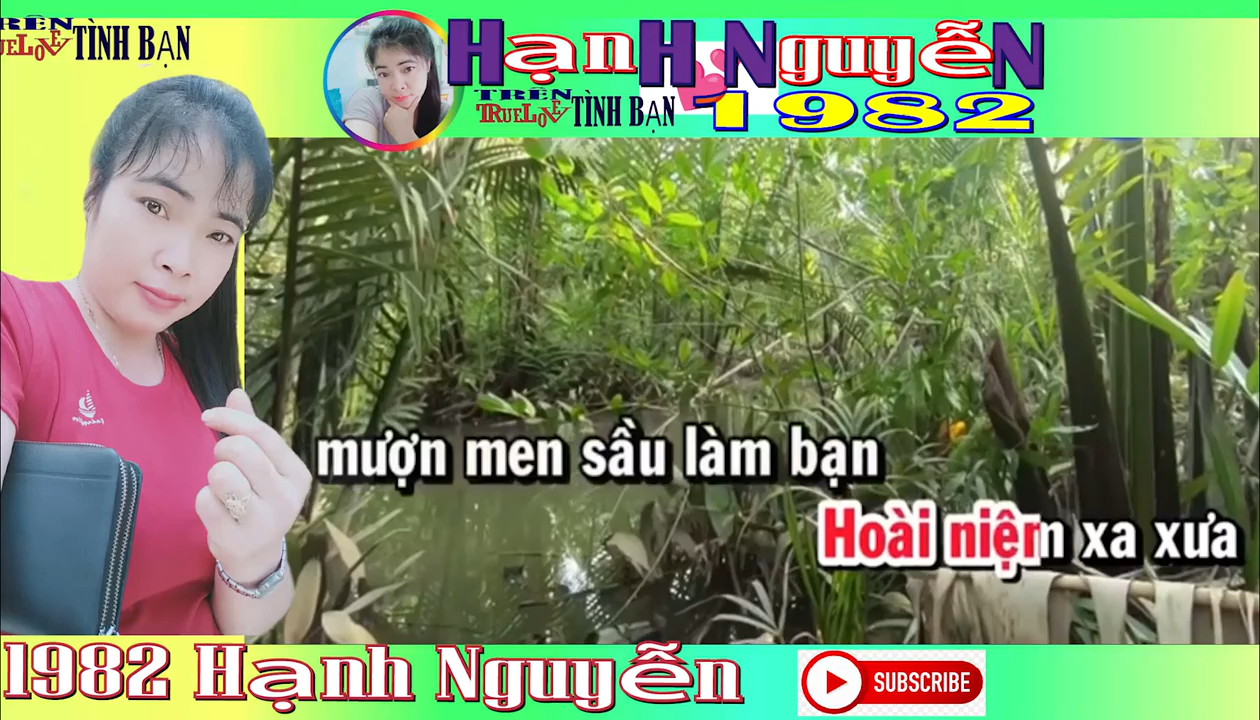 TRÊN
TRUELOVE TÌNH BẠN
HạnH NguyễN
TRÊN
TRUELOVE TÌNH BẠN
1982
mượn men sầu làm bạn
Hoài niệm xa xưa
1982 Hạnh Nguyễn
SUBSCRIBE